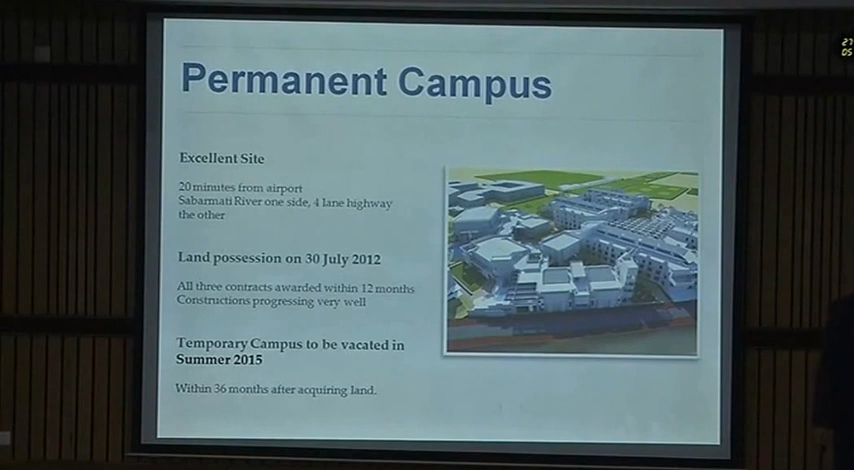 Permanent Campus
Excellent Site
20 minutes from airport
Sabarmati River one side, 4 lane highway
the other
Land possession on 30 July 2012
All three contracts awarded within 12 months
Constructions progressing very well
Temporary Campus to be vacated in
Summer 2015
Within 36 months after acquiring land.
27
05